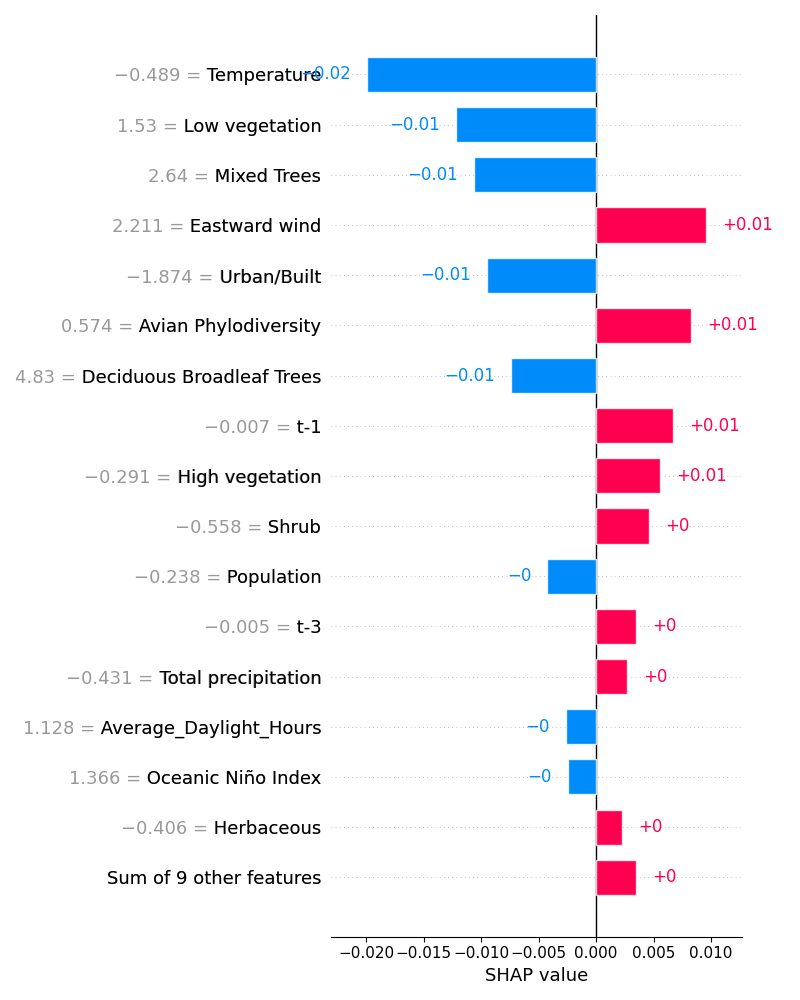 −0.489 = Temperature −0.02
1.53 = Low vegetation −0.01
2.64 = Mixed Trees −0.01
2.211 = Eastward wind +0.01
−1.874 = Urban/Built −0.01
0.574 = Avian Phylodiversity +0.01
4.83 = Deciduous Broadleaf Trees −0.01
−0.007 = t-1 +0.01
−0.291 = High vegetation +0.01
−0.558 = Shrub +0
−0.238 = Population −0
−0.005 = t-3 +0
−0.431 = Total precipitation +0
1.128 = Average_Daylight_Hours −0
1.366 = Oceanic Niño Index −0
−0.406 = Herbaceous +0
Sum of 9 other features +0
−0.020 −0.015 −0.010 −0.005 0.000 0.005 0.010
SHAP value